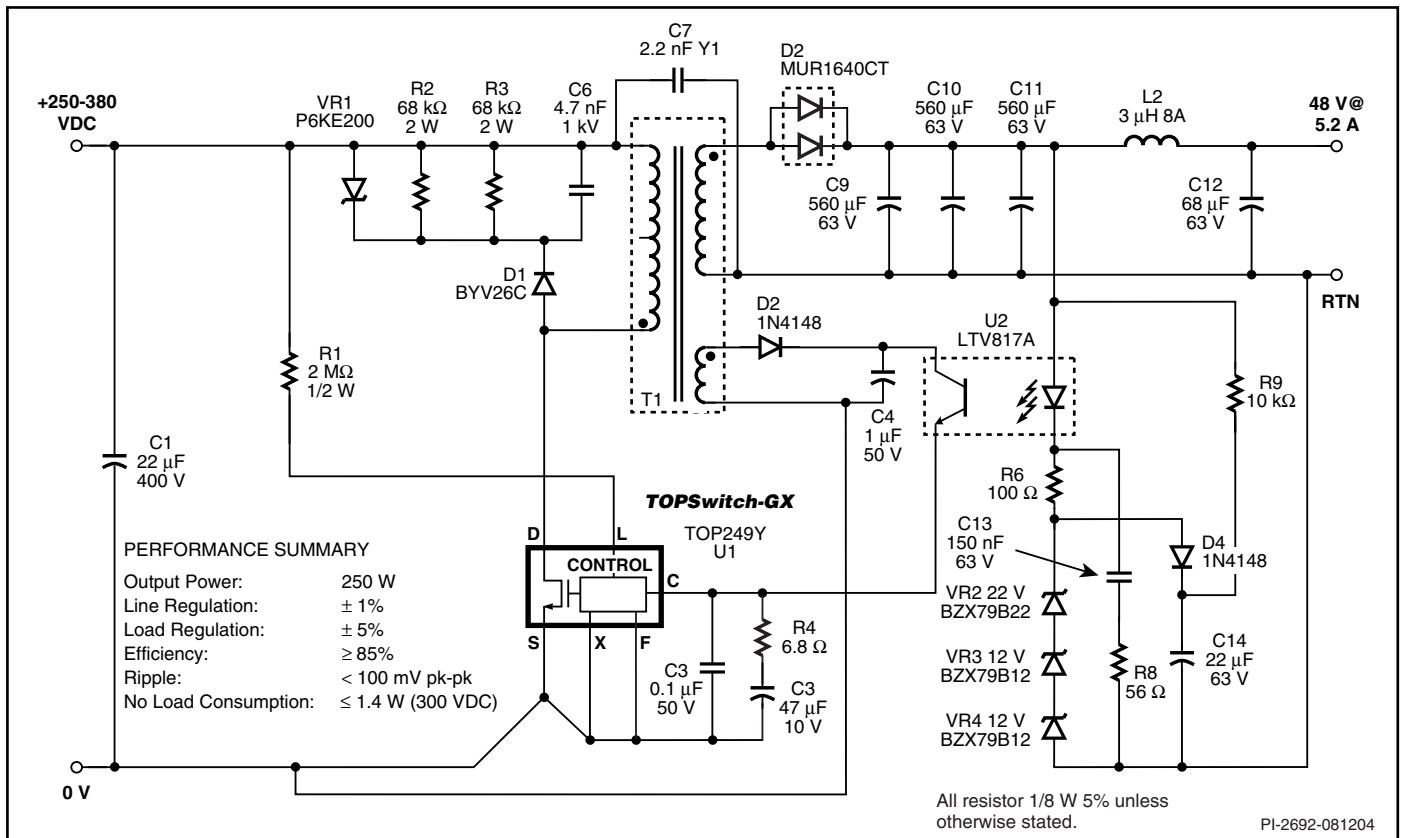 C7
2.2 nF Y1
D2
MUR1640CT
+250-380
VDC
VR1
P6KE200
R2
68 kΩ
2 W
R3
68 kΩ
2 W
C6
4.7 nF
1 kV
C10
560 µF
63 V
C11
560 µF
63 V
L2
3 µH 8A
48 V@
5.2 A
C9
560 µF
63 V
C12
68 µF
63 V
D1
BYV26C
RTN
D2
1N4148
U2
LTV817A
R1
2 MΩ
1/2 W
T1
C4
1 µF
50 V
R9
10 kΩ
C1
22 µF
400 V
R6
100 Ω
TOPSwitch-GX
TOP249Y
U1
D
L
CONTROL
C
S
X
F
C13
150 nF
63 V
D4
1N4148
VR2 22 V
BZX79B22
R4
6.8 Ω
C3
0.1 µF
50 V
C3
47 µF
10 V
VR3 12 V
BZX79B12
R8
56 Ω
C14
22 µF
63 V
VR4 12 V
BZX79B12
PERFORMANCE SUMMARY
Output Power: 250 W
Line Regulation: ± 1%
Load Regulation: ± 5%
Efficiency: ≥ 85%
Ripple: < 100 mV pk-pk
No Load Consumption: ≤ 1.4 W (300 VDC)
0 V
All resistor 1/8 W 5% unless
otherwise stated.
PI-2692-081204